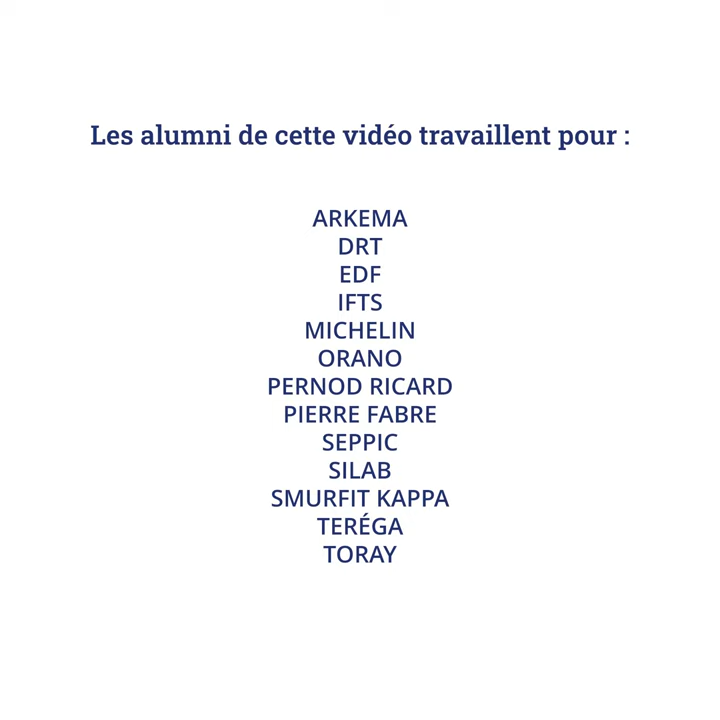 Les alumni de cette vidéo travaillent pour :
ARKEMA
DRT
EDF
IFTS
MICHELIN
ORANO
PERNOD RICARD
PIERRE FABRE
SEPPIC
SILAB
SMURFIT KAPPA
TERÉGA
TORAY